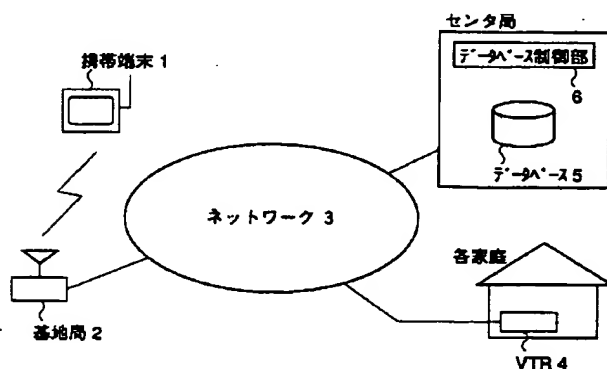 センタ局
データベース制御部
6
データベース5
携帯端末1
ネットワーク 3
基地局2
各家庭
VTR 4